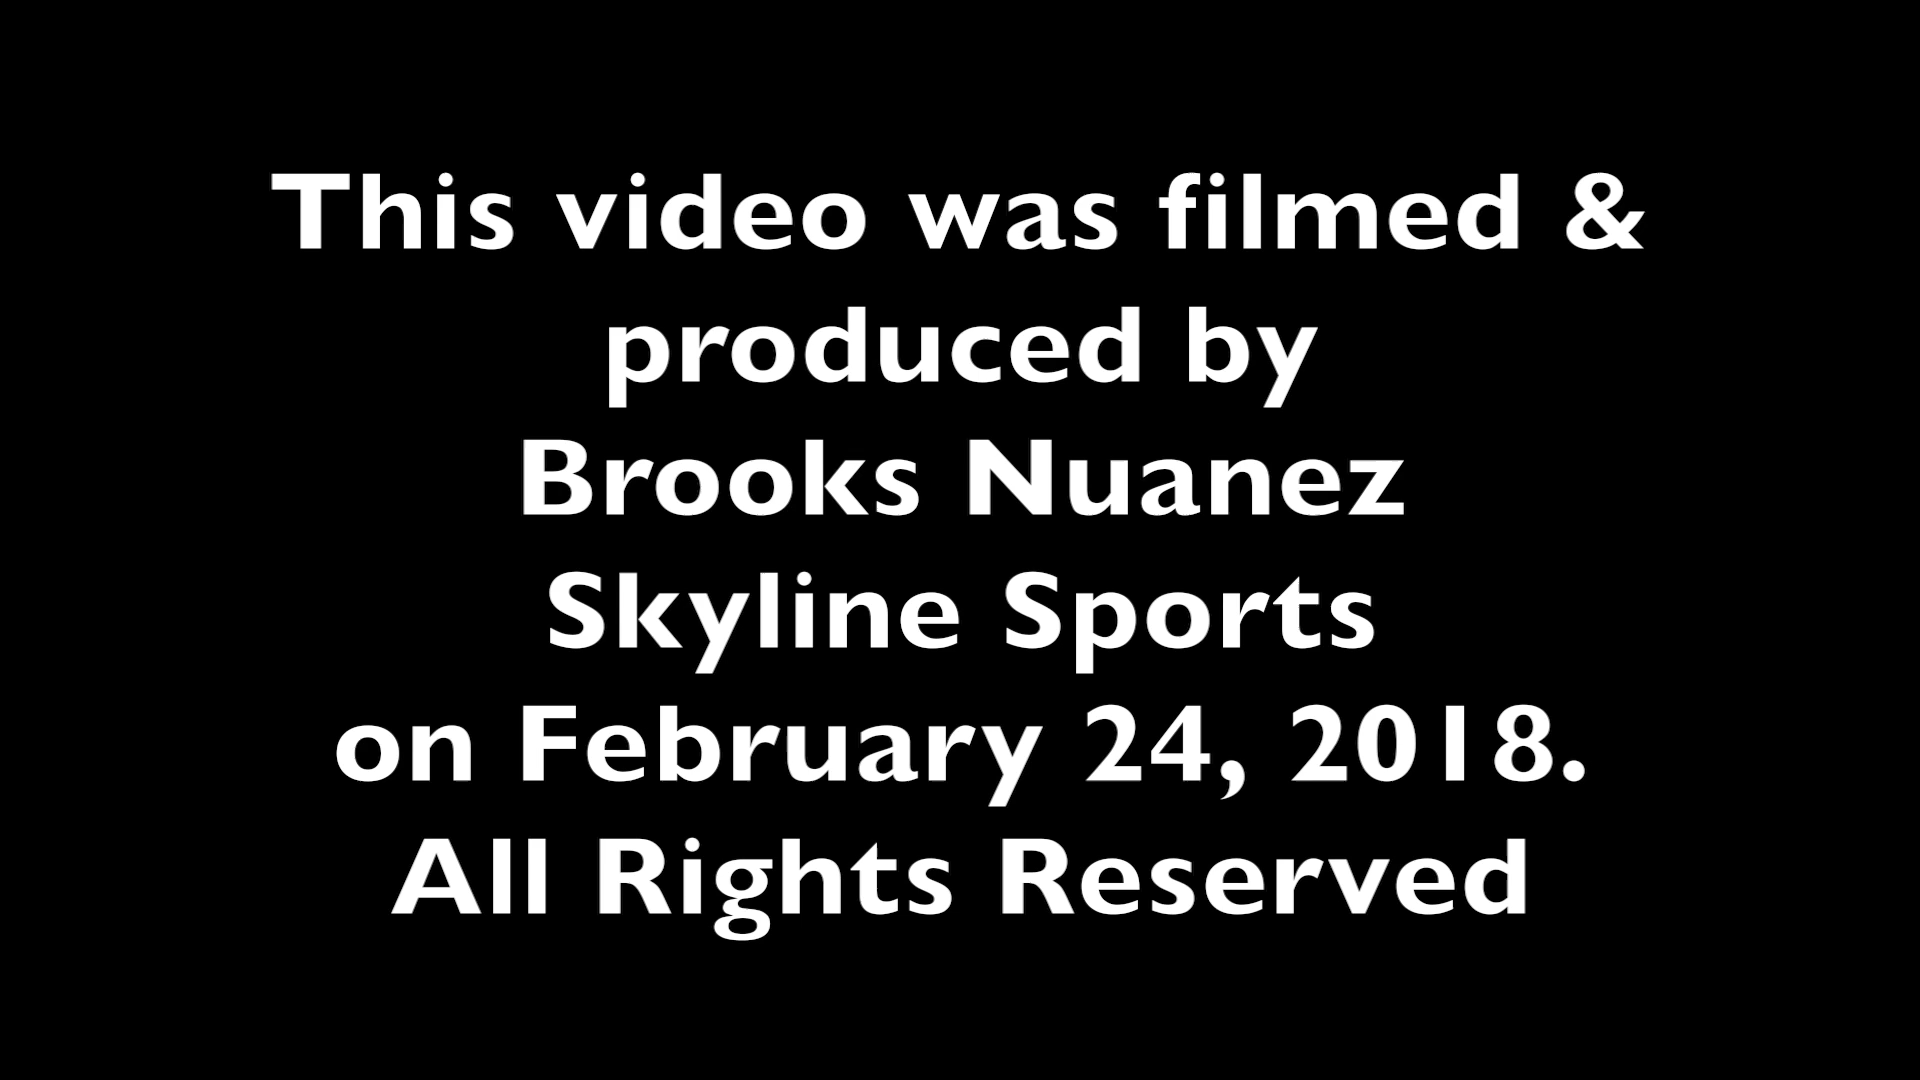 This video was filmed &
produced by
Brooks Nuanez
Skyline Sports
on February 24, 2018.
All Rights Reserved